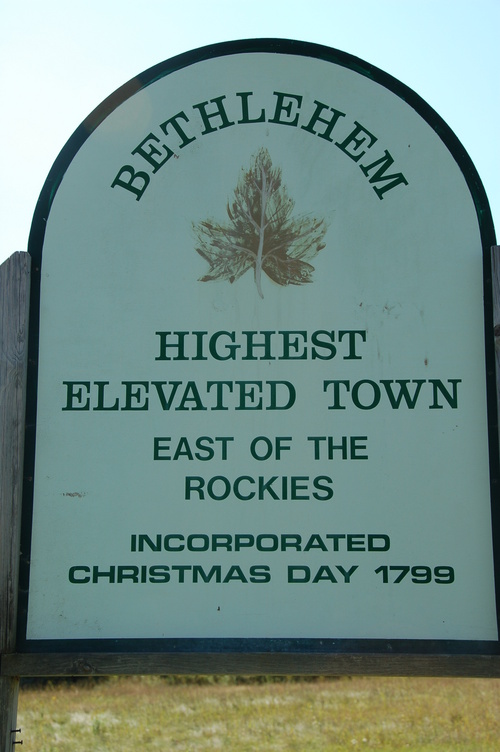 BETHLEHEM
HIGHEST
ELEVATED TOWN
EAST OF THE
ROCKIES
INCORPORATED
CHRISTMAS DAY 1799